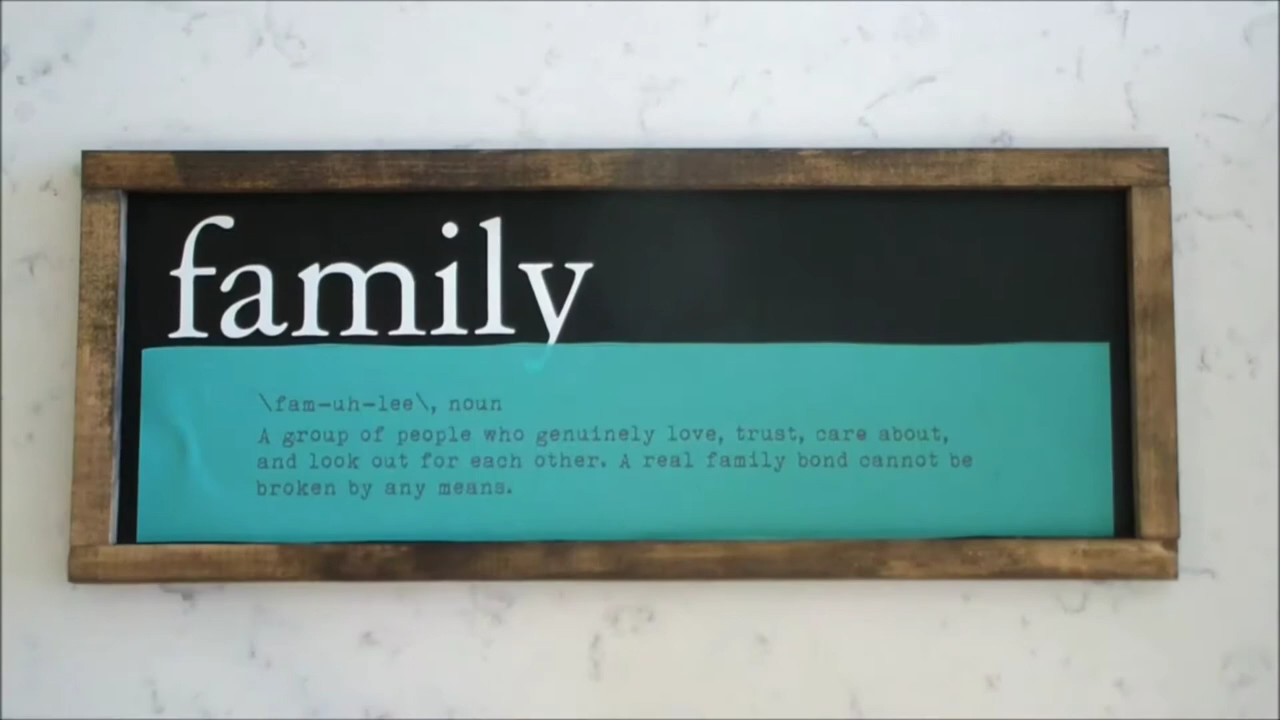 family
\fam-uh-lee\, noun
A group of people who genuinely love, trust, care about,
and look out for each other. A real family bond cannot be
broken by any means.